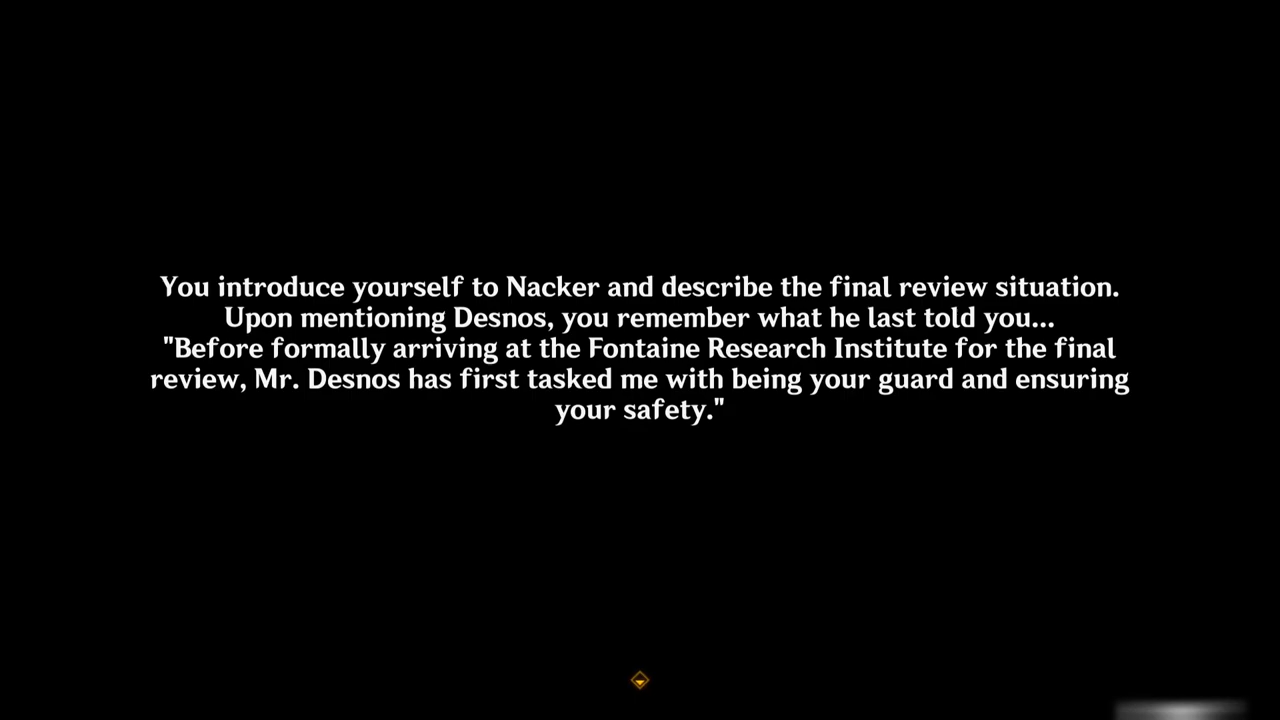 You introduce yourself to Nacker and describe the final review situation.
Upon mentioning Desnos, you remember what he last told you...
"Before formally arriving at the Fontaine Research Institute for the final
review, Mr. Desnos has first tasked me with being your guard and ensuring
your safety."